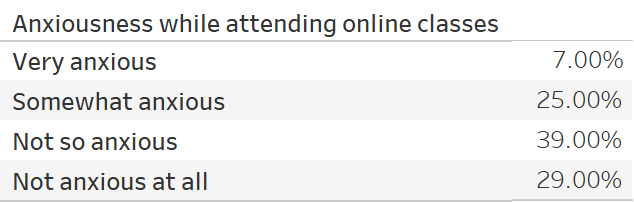 Anxiousness while attending online classes
Very anxious 7.00%
Somewhat anxious 25.00%
Not so anxious 39.00%
Not anxious at all 29.00%